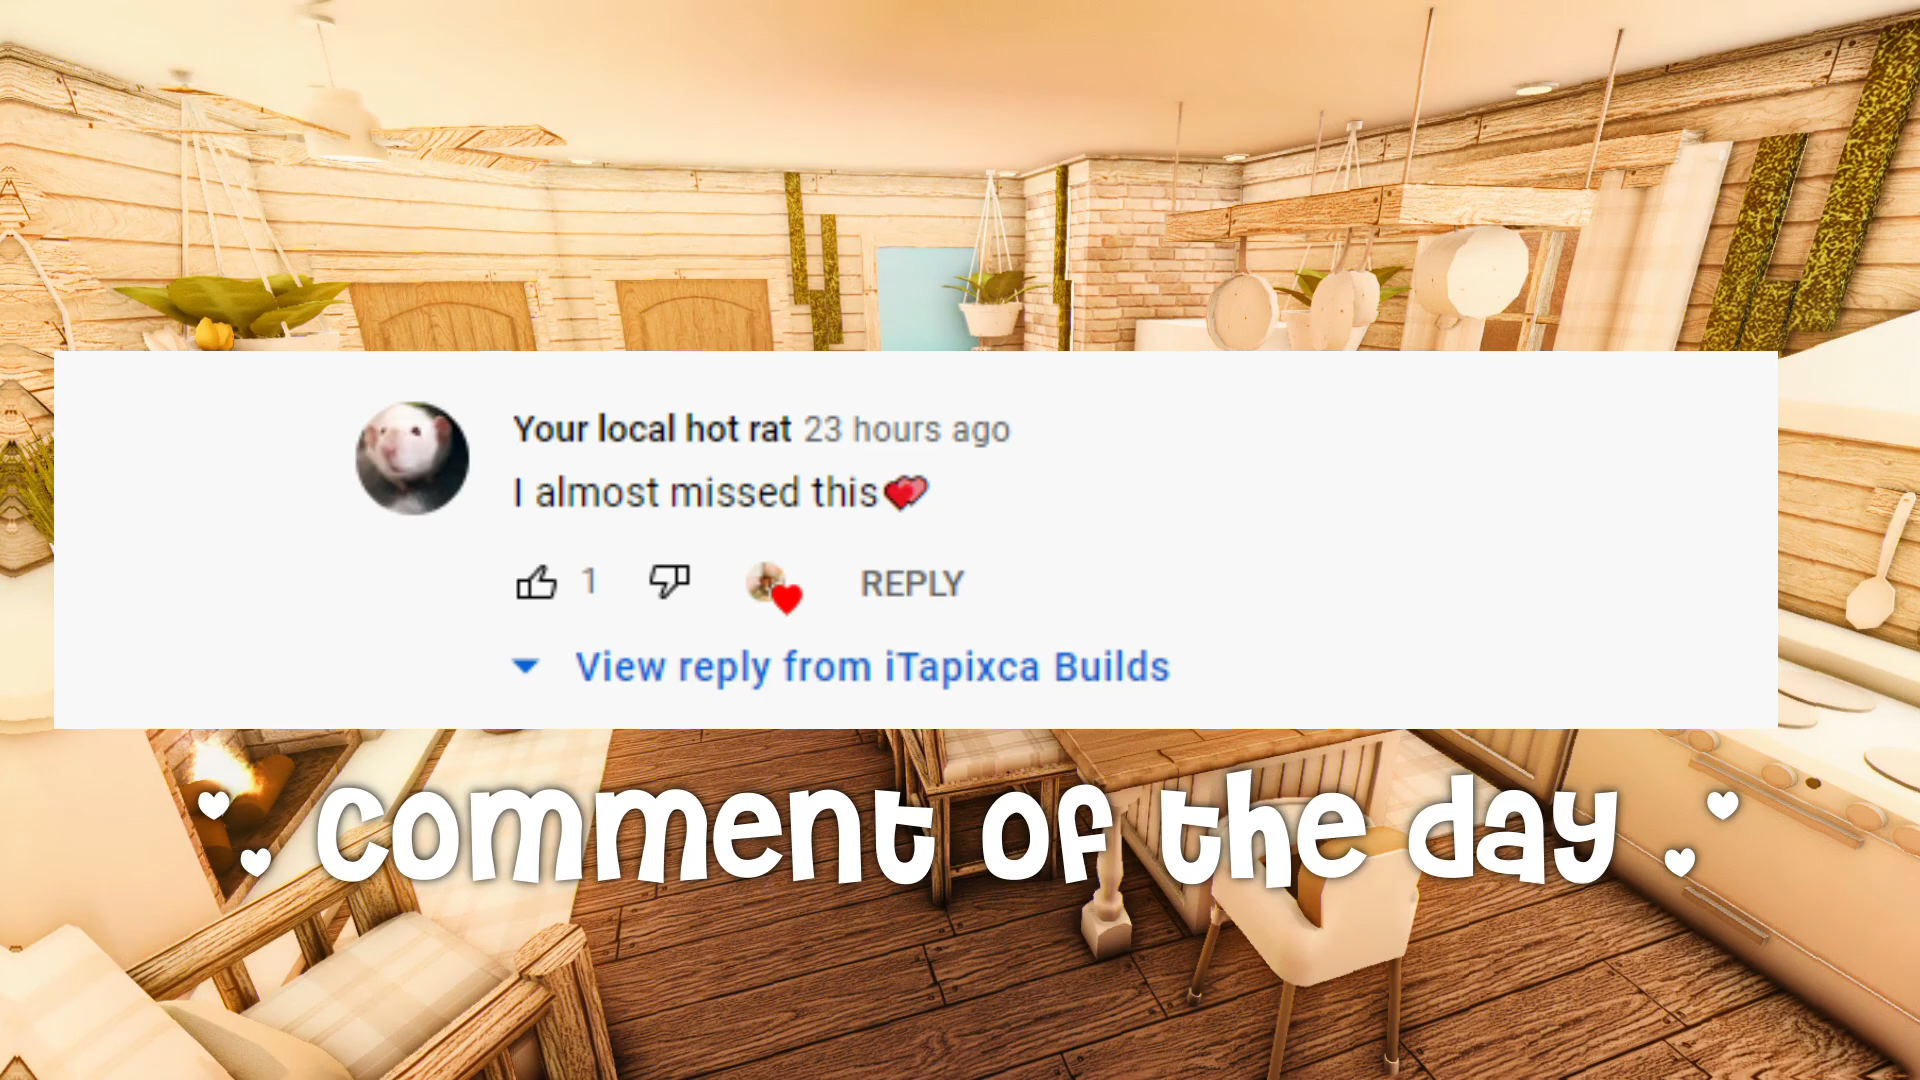 Your local hot rat 23 hours ago
I almost missed this💕
1
REPLY
View reply from iTapixca Builds
comment of the day